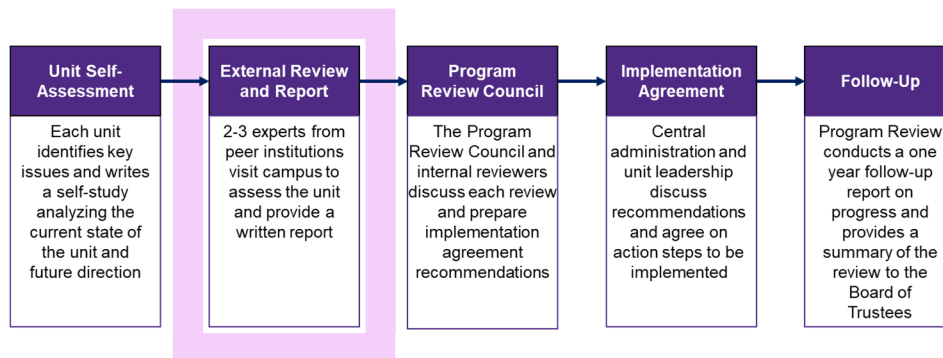 Unit Self-
Assessment
Each unit
identifies key
issues and writes
a self-study
analyzing the
current state of
the unit and
future direction
External Review
and Report
2-3 experts from
peer institutions
visit campus to
assess the unit
and provide a
written report
Program
Review Council
The Program
Review Council and
internal reviewers
discuss each review
and prepare
implementation
agreement
recommendations
Implementation
Agreement
Central
administration and
unit leadership
discuss
recommendations
and agree on
action steps to be
implemented
Follow-Up
Program Review
conducts a one
year follow-up
report on
progress and
provides a
summary of the
review to the
Board of
Trustees